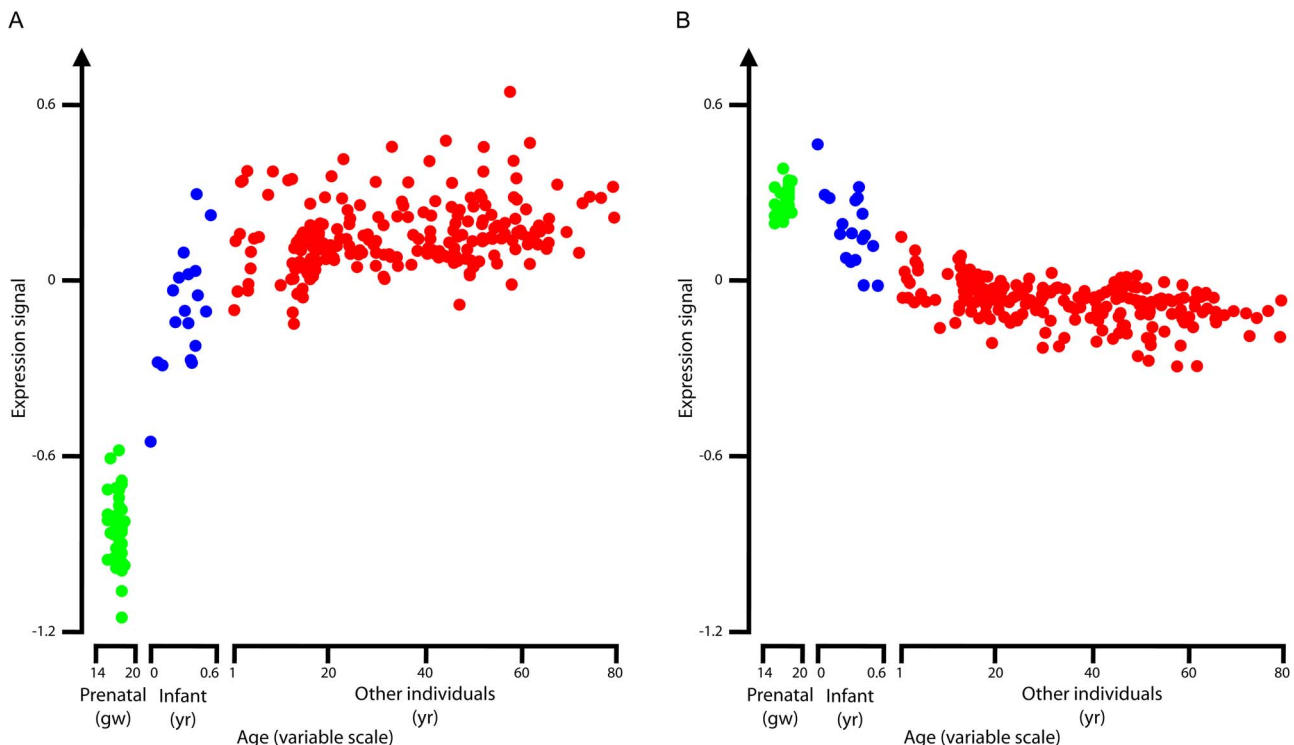 A
B
0.6
0
-0.6
-1.2
Expression signal
14 20
0 0.6
1 20 40 60 80
Prenatal
(gw)
Infant
(yr)
Other individuals
(yr)
Age (variable scale)
0.6
0
-0.6
-1.2
Expression signal
14 20
0 0.6
1 20 40 60 80
Prenatal
(gw)
Infant
(yr)
Other individuals
(yr)
Age (variable scale)